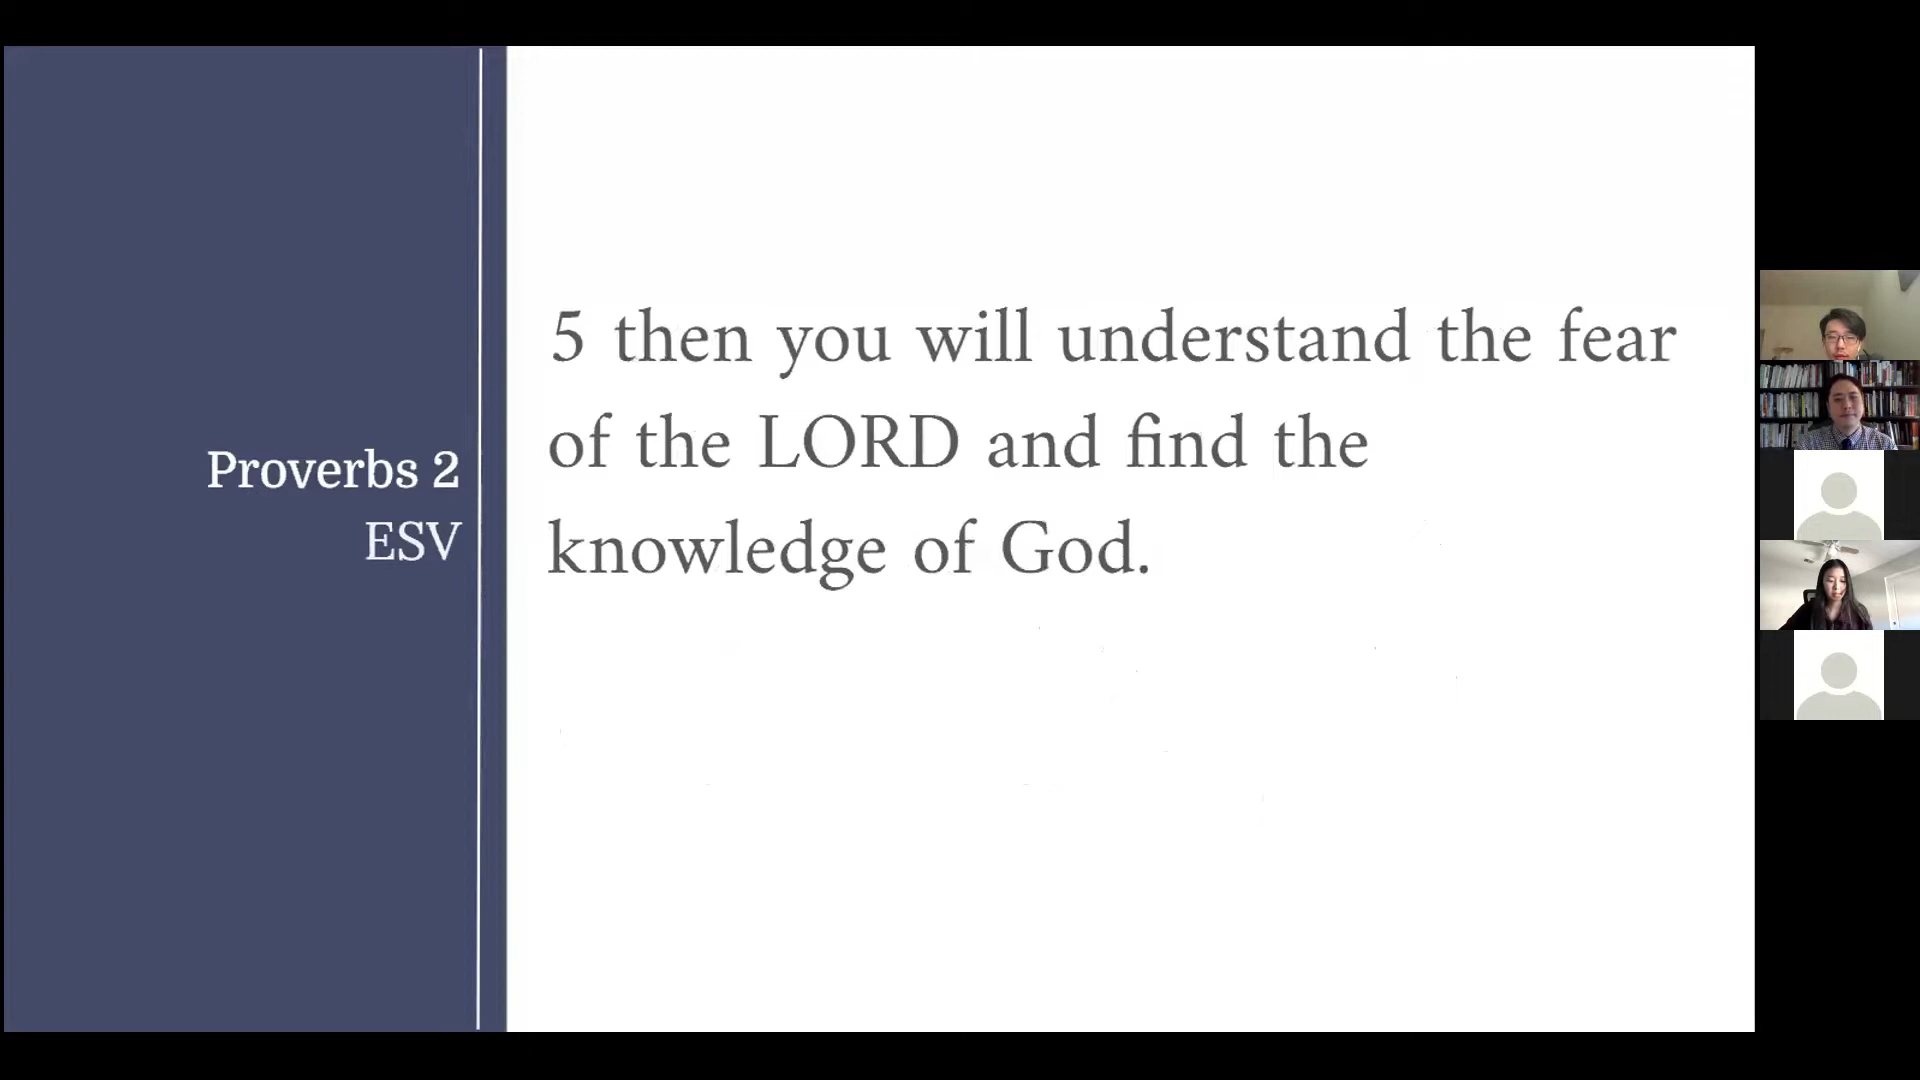 Proverbs 2
ESV
5 then you will understand the fear
of the LORD and find the
knowledge of God.